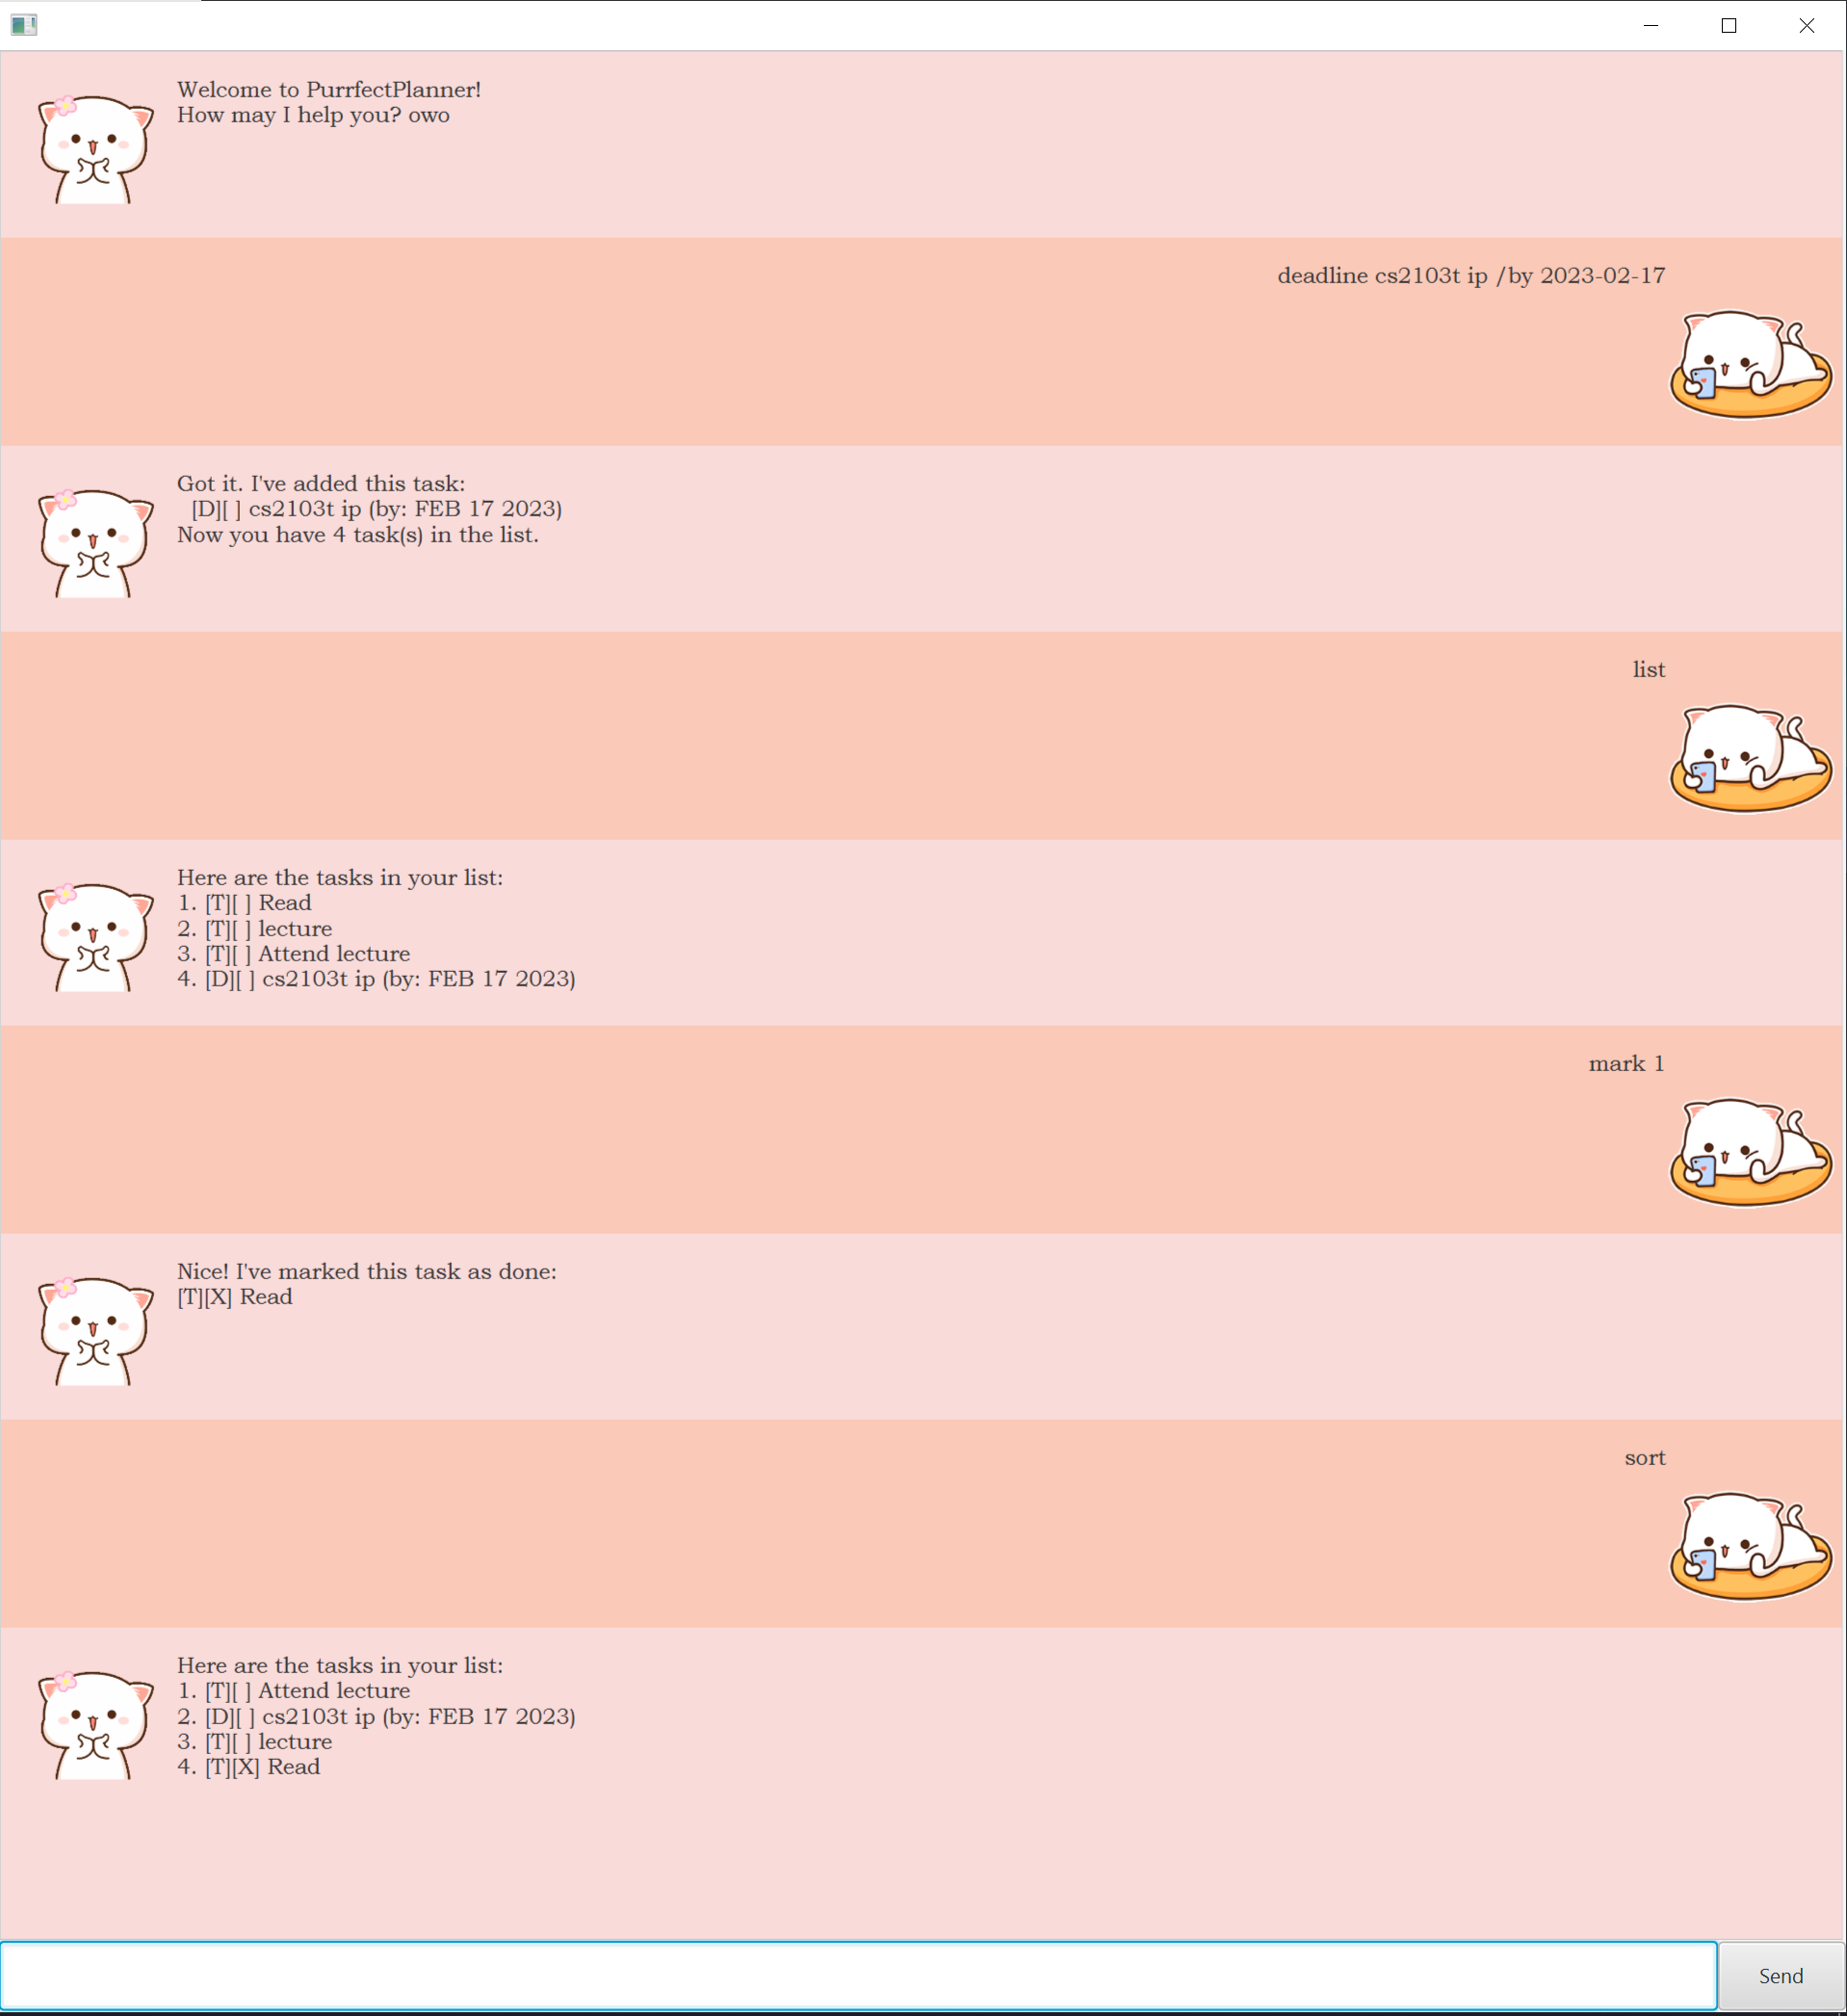 Welcome to PurrfectPlanner!
How may I help you? owo
deadline cs2103t ip /by 2023-02-17
Got it. I've added this task:
[D][ ] cs2103t ip (by: FEB 17 2023)
Now you have 4 task(s) in the list.
list
Here are the tasks in your list:
1. [T][ ] Read
2. [T][ ] lecture
3. [T][ ] Attend lecture
4. [D][ ] cs2103t ip (by: FEB 17 2023)
mark 1
Nice! I've marked this task as done:
[T][X] Read
sort
Here are the tasks in your list:
1. [T][ ] Attend lecture
2. [D][ ] cs2103t ip (by: FEB 17 2023)
3. [T][ ] lecture
4. [T][X] Read
Send